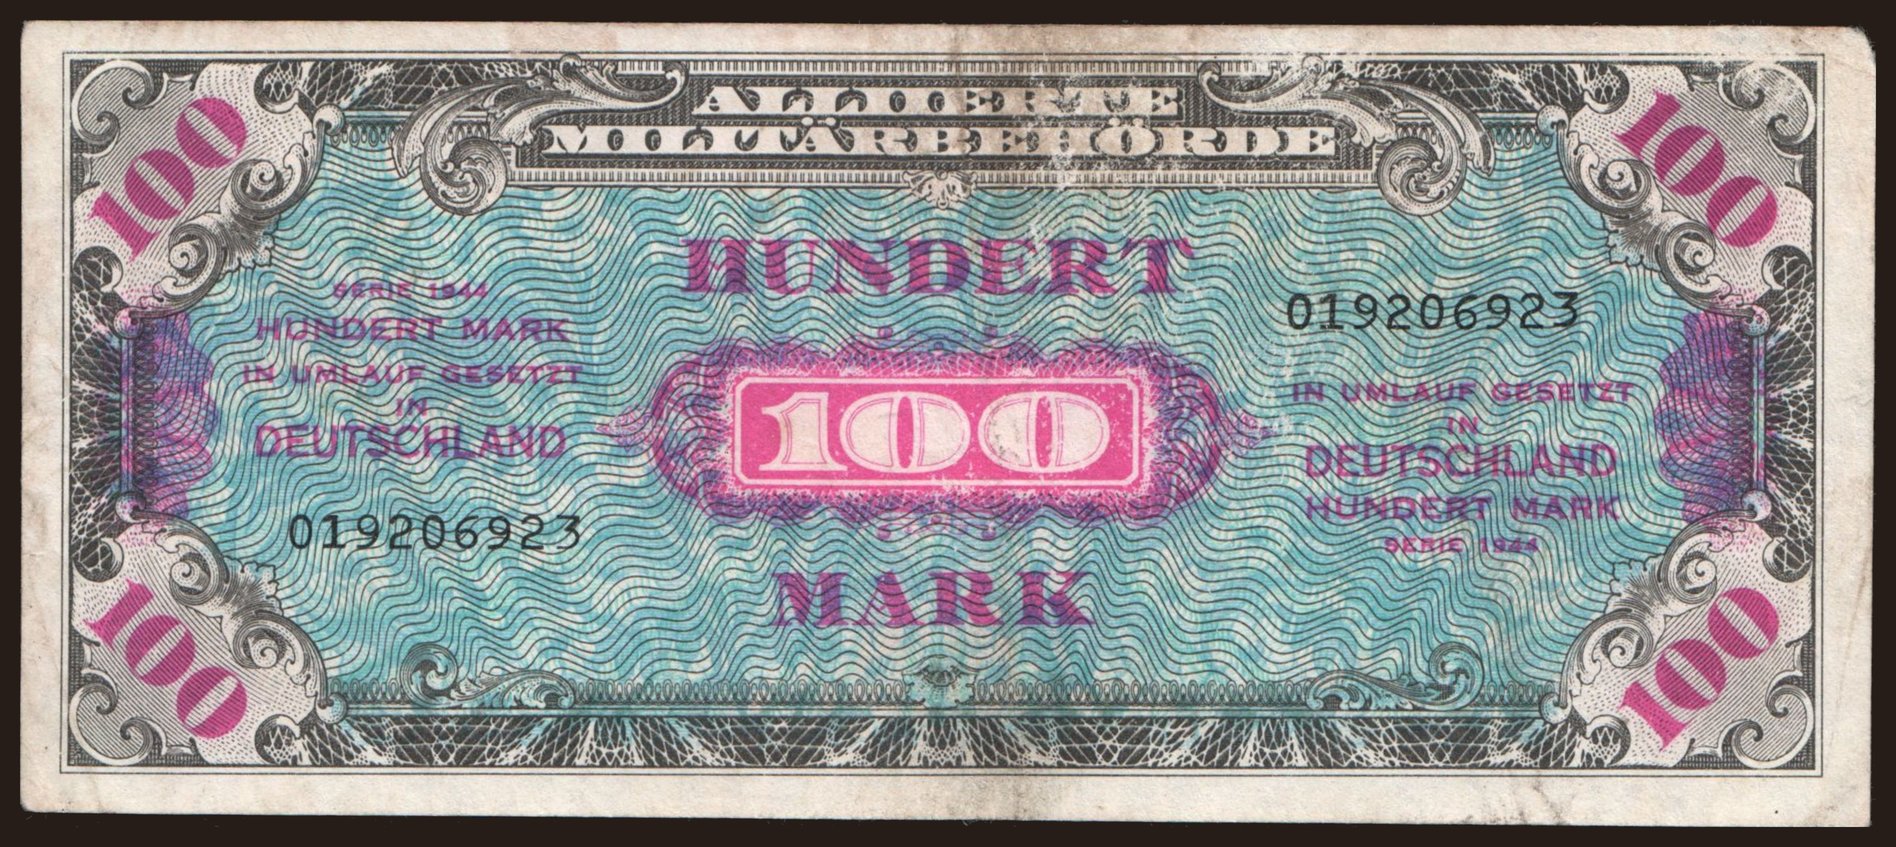 ALLIIERTE
MILITÄRBEHÖRDE
100
100
HUNDERT
SERIE 1944
HUNDERT MARK
IN UMLAUF GESETZT
IN
DEUTSCHLAND
019206923
100
019206923
IN UMLAUF GESETZT
IN
DEUTSCHLAND
HUNDERT MARK
SERIE 1944
MARK
100
100